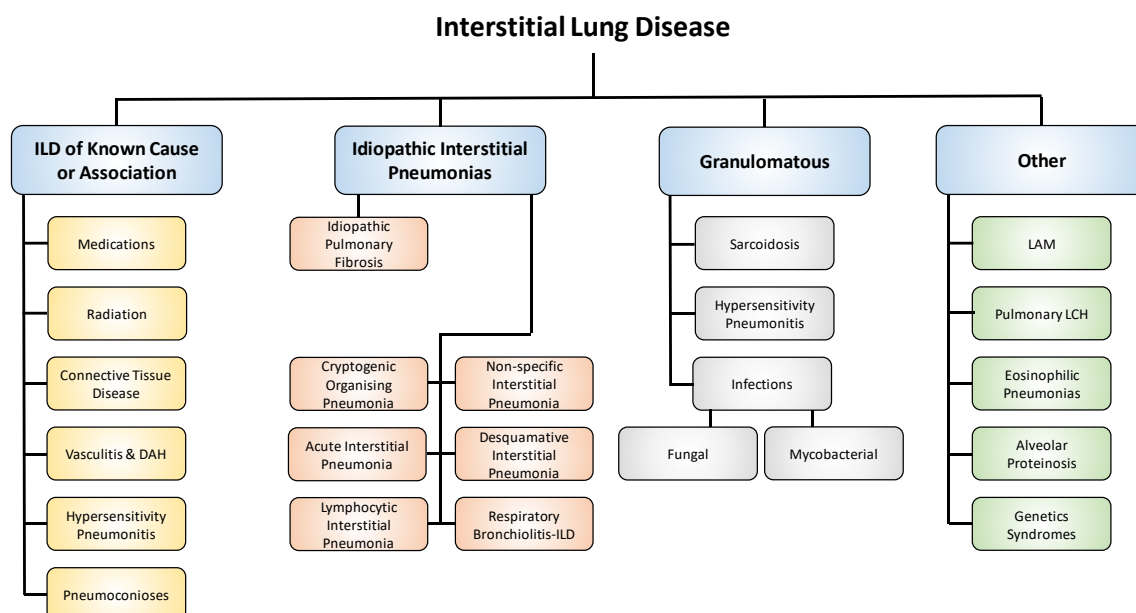 Interstitial Lung Disease
ILD of Known Cause
or Association
Medications
Radiation
Connective Tissue
Disease
Vasculitis & DAH
Hypersensitivity
Pneumonitis
Pneumoconioses
Idiopathic Interstitial
Pneumonias
Idiopathic
Pulmonary
Fibrosis
Cryptogenic
Organising
Pneumonia
Non-specific
Interstitial
Pneumonia
Acute Interstitial
Pneumonia
Desquamative
Interstitial
Pneumonia
Lymphocytic
Interstitial
Pneumonia
Respiratory
Bronchiolitis-ILD
Granulomatous
Sarcoidosis
Hypersensitivity
Pneumonitis
Infections
Fungal
Mycobacterial
Other
LAM
Pulmonary LCH
Eosinophilic
Pneumonias
Alveolar
Proteinosis
Genetics
Syndromes